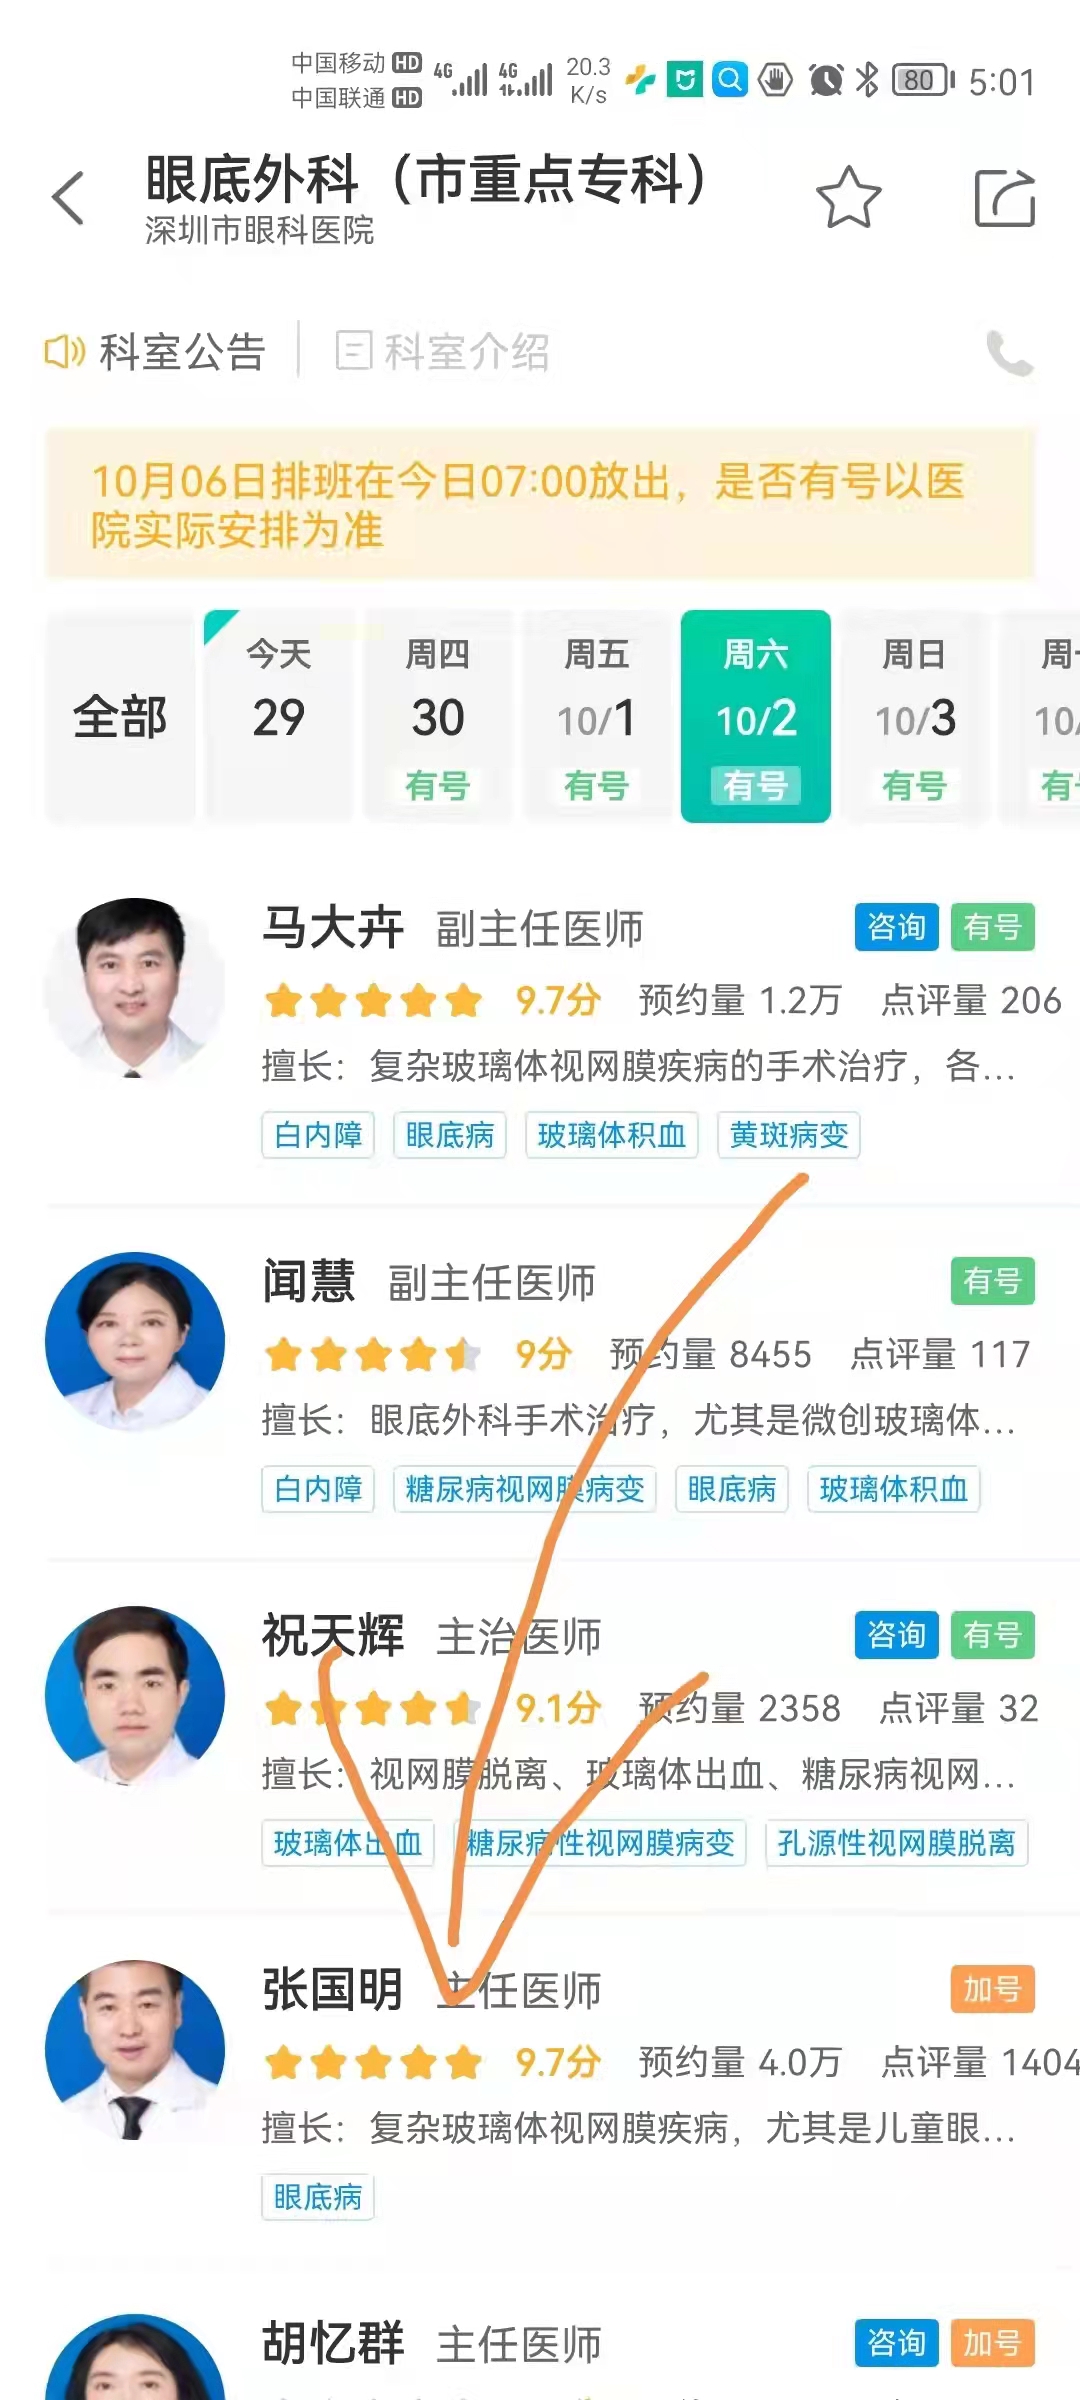 中国移动 HD 4G 4G 20.3 K/s 80 5:01
中国联通 HD
眼底外科（市重点专科）
深圳市眼科医院
科室公告 科室介绍
10月06日排班在今日07:00放出，是否有号以医
院实际安排为准
全部 今天 29
周四 30 有号
周五 10/1 有号
周六 10/2 有号
周日 10/3 有号
周 10/ 有
马大卉 副主任医师 咨询 有号
9.7分 预约量 1.2万 点评量 206
擅长：复杂玻璃体视网膜疾病的手术治疗，各...
白内障 眼底病 玻璃体积血 黄斑病变
闻慧 副主任医师 有号
9分 预约量 8455 点评量 117
擅长：眼底外科手术治疗，尤其是微创玻璃体...
白内障 糖尿病视网膜病变 眼底病 玻璃体积血
祝天辉 主治医师 咨询 有号
9.1分 预约量 2358 点评量 32
擅长：视网膜脱离、玻璃体出血、糖尿病视网...
玻璃体出血 糖尿病性视网膜病变 孔源性视网膜脱离
张国明 主任医师 加号
9.7分 预约量 4.0万 点评量 1404
擅长：复杂玻璃体视网膜疾病，尤其是儿童眼...
眼底病
胡忆群 主任医师 咨询 加号